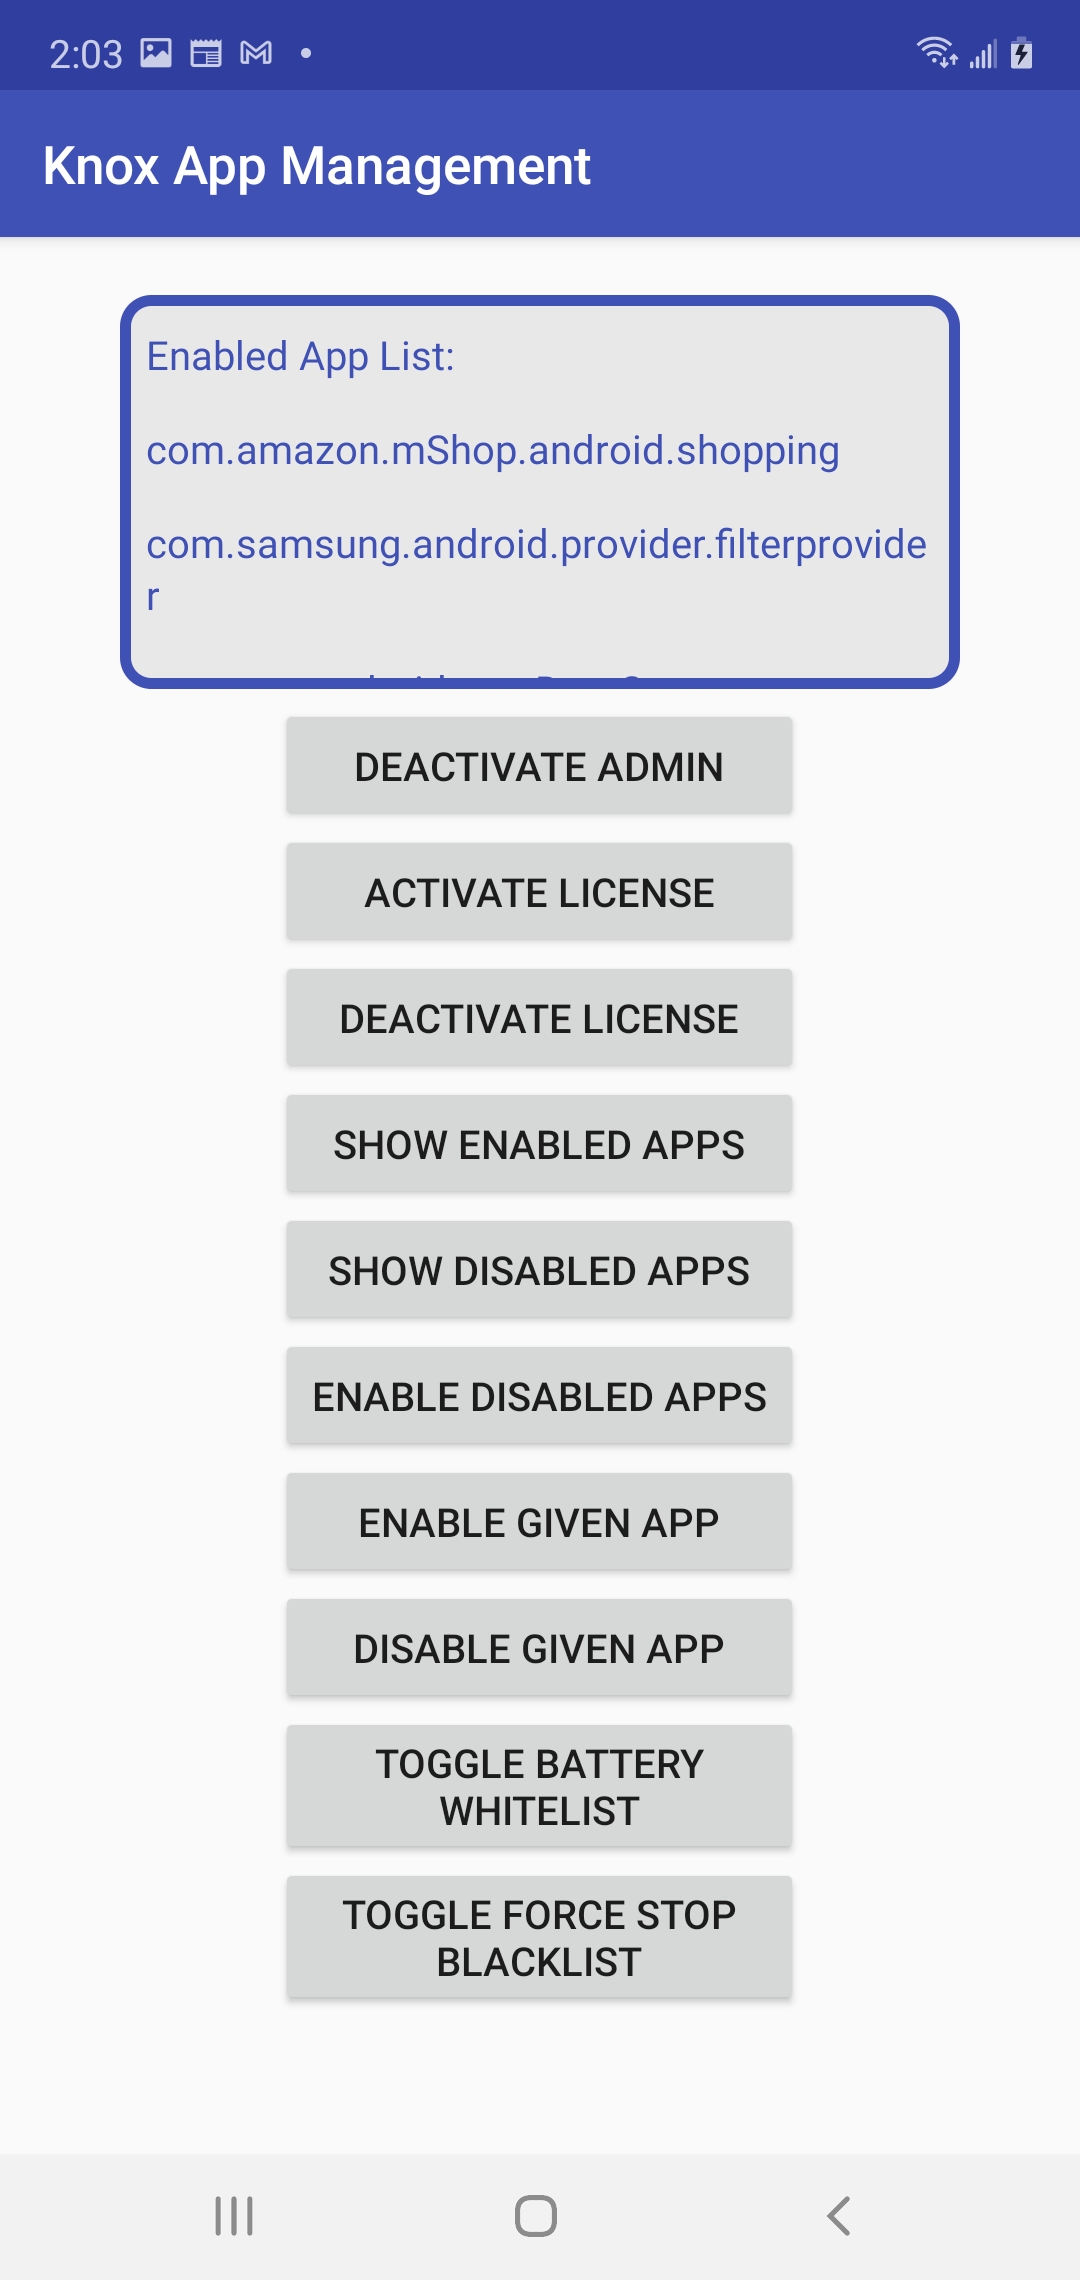 2:03
Knox App Management
Enabled App List:
com.amazon.mShop.android.shopping
com.samsung.android.provider.filterprovide
r
DEACTIVATE ADMIN
ACTIVATE LICENSE
DEACTIVATE LICENSE
SHOW ENABLED APPS
SHOW DISABLED APPS
ENABLE DISABLED APPS
ENABLE GIVEN APP
DISABLE GIVEN APP
TOGGLE BATTERY
WHITELIST
TOGGLE FORCE STOP
BLACKLIST